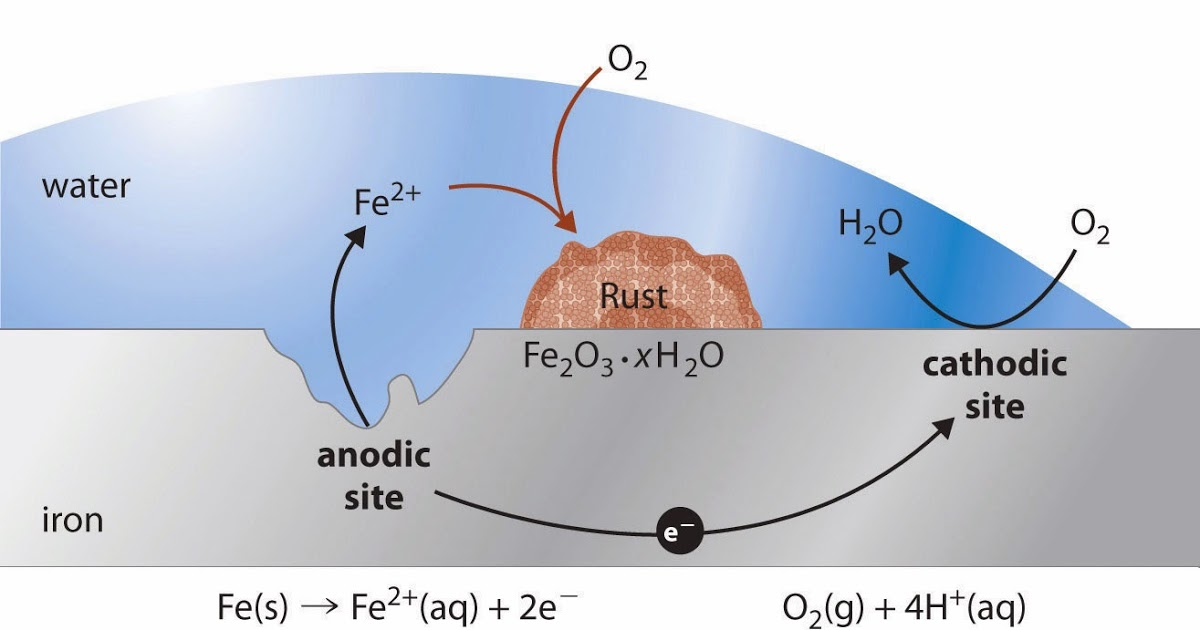 O₂
water
Fe²⁺
H₂O
O₂
Rust
Fe₂O₃·xH₂O
cathodic
site
anodic
site
iron
e⁻
Fe(s) → Fe²⁺(aq) + 2e⁻
O₂(g) + 4H⁺(aq)